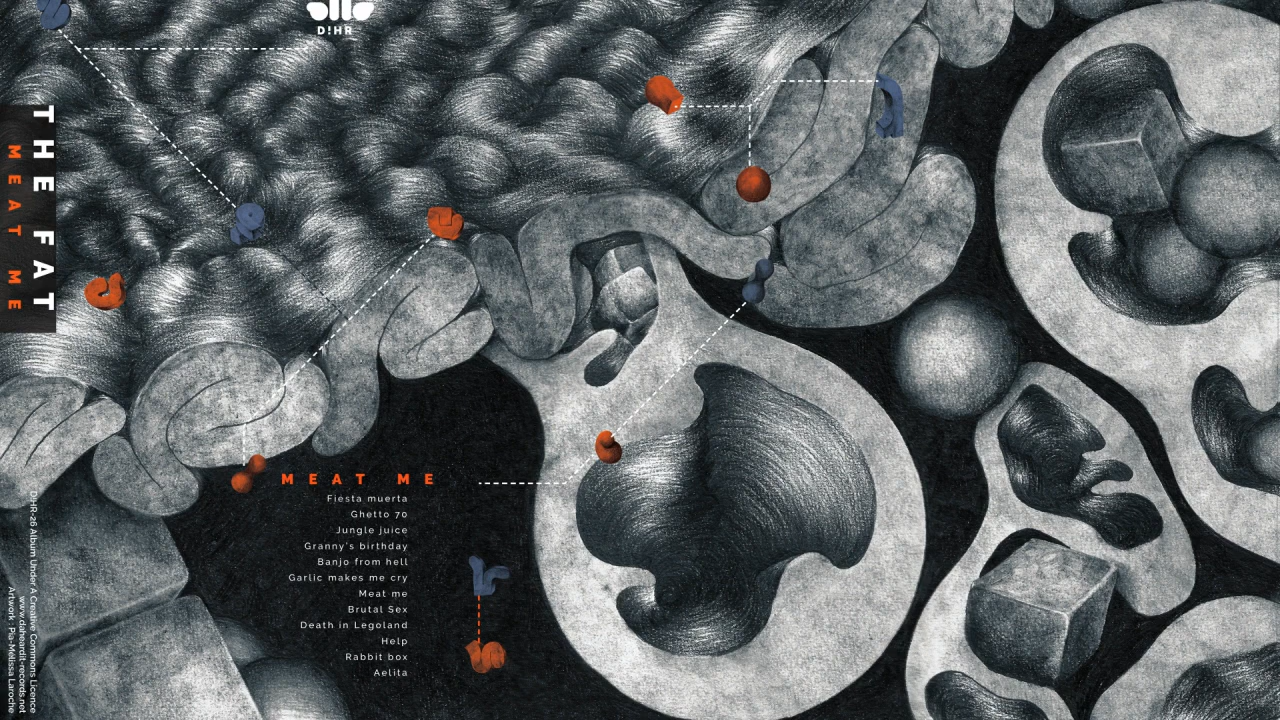 D!HR
THE FAT
MEAT ME
MEAT ME
Fiesta muerta
Ghetto 70
Jungle juice
Granny's birthday
Banjo from hell
Garlic makes me cry
Meat me
Brutal Sex
Death in Legoland
Help
Rabbit box
Aelita
D!HR-26 Album Under A Creative Commons Licence
www.daheardit-records.net
Artwork : Pia-Melissa Laroche